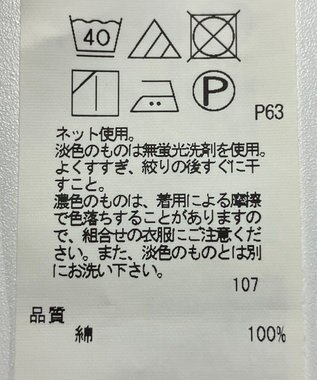 40
P
P63
ネット使用。
淡色のものは無蛍光洗剤を使用。
よくすすぎ、絞りの後すぐに干
すこと。
濃色のものは、着用による摩擦
で色落ちすることがありますの
で、組合せの衣服にご注意くだ
さい。また、淡色のものとは別
にお洗い下さい。
107
品質
綿 100%